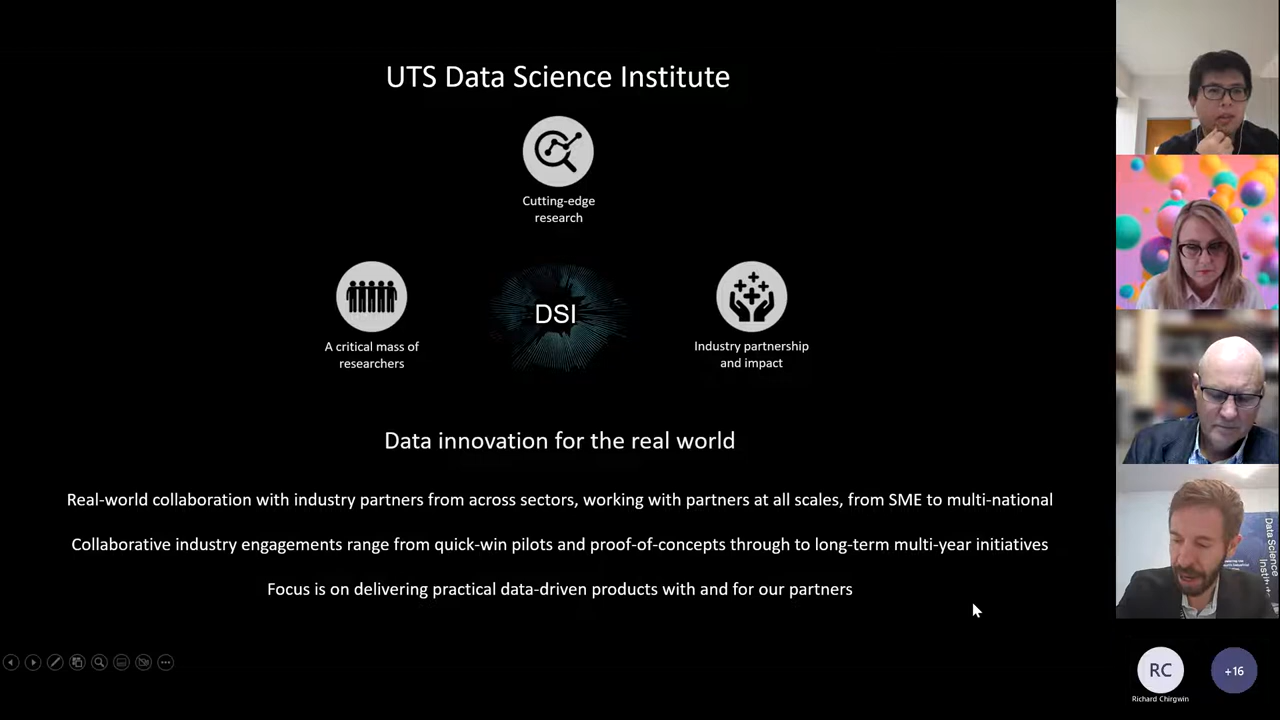 UTS Data Science Institute
Cutting-edge
research
A critical mass of
researchers
DSI
Industry partnership
and impact
Data innovation for the real world
Real-world collaboration with industry partners from across sectors, working with partners at all scales, from SME to multi-national
Collaborative industry engagements range from quick-win pilots and proof-of-concepts through to long-term multi-year initiatives
Focus is on delivering practical data-driven products with and for our partners
Data Science
Instit
RC
+16
Richard Chirgwin